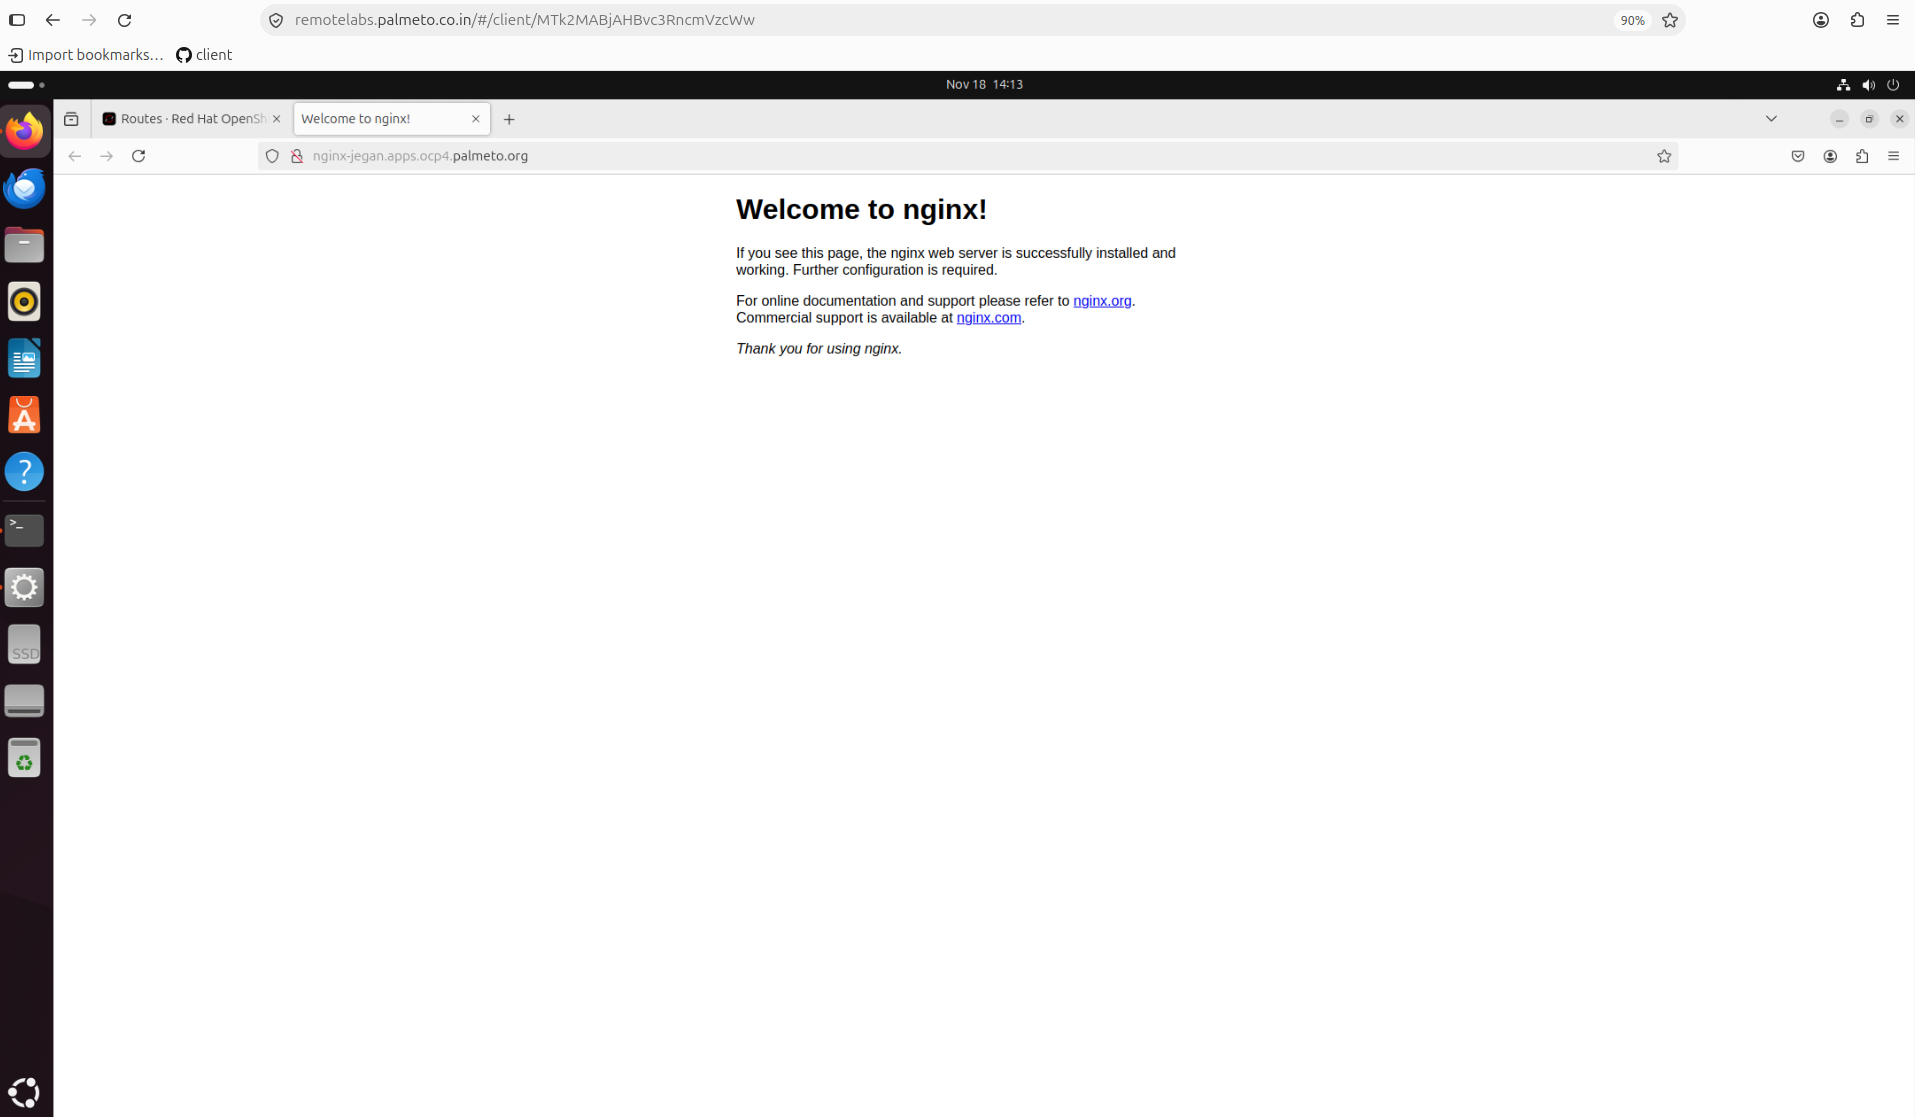 remotelabs.palmeto.co.in/#/client/MTk2MABjAHBvc3RncmVzcWw
90%
Import bookmarks…
client
Nov 18 14:13
Routes · Red Hat OpenSh
Welcome to nginx!
nginx-jegan.apps.ocp4.palmeto.org
Welcome to nginx!
If you see this page, the nginx web server is successfully installed and
working. Further configuration is required.
For online documentation and support please refer to nginx.org.
Commercial support is available at nginx.com.
Thank you for using nginx.
SSD